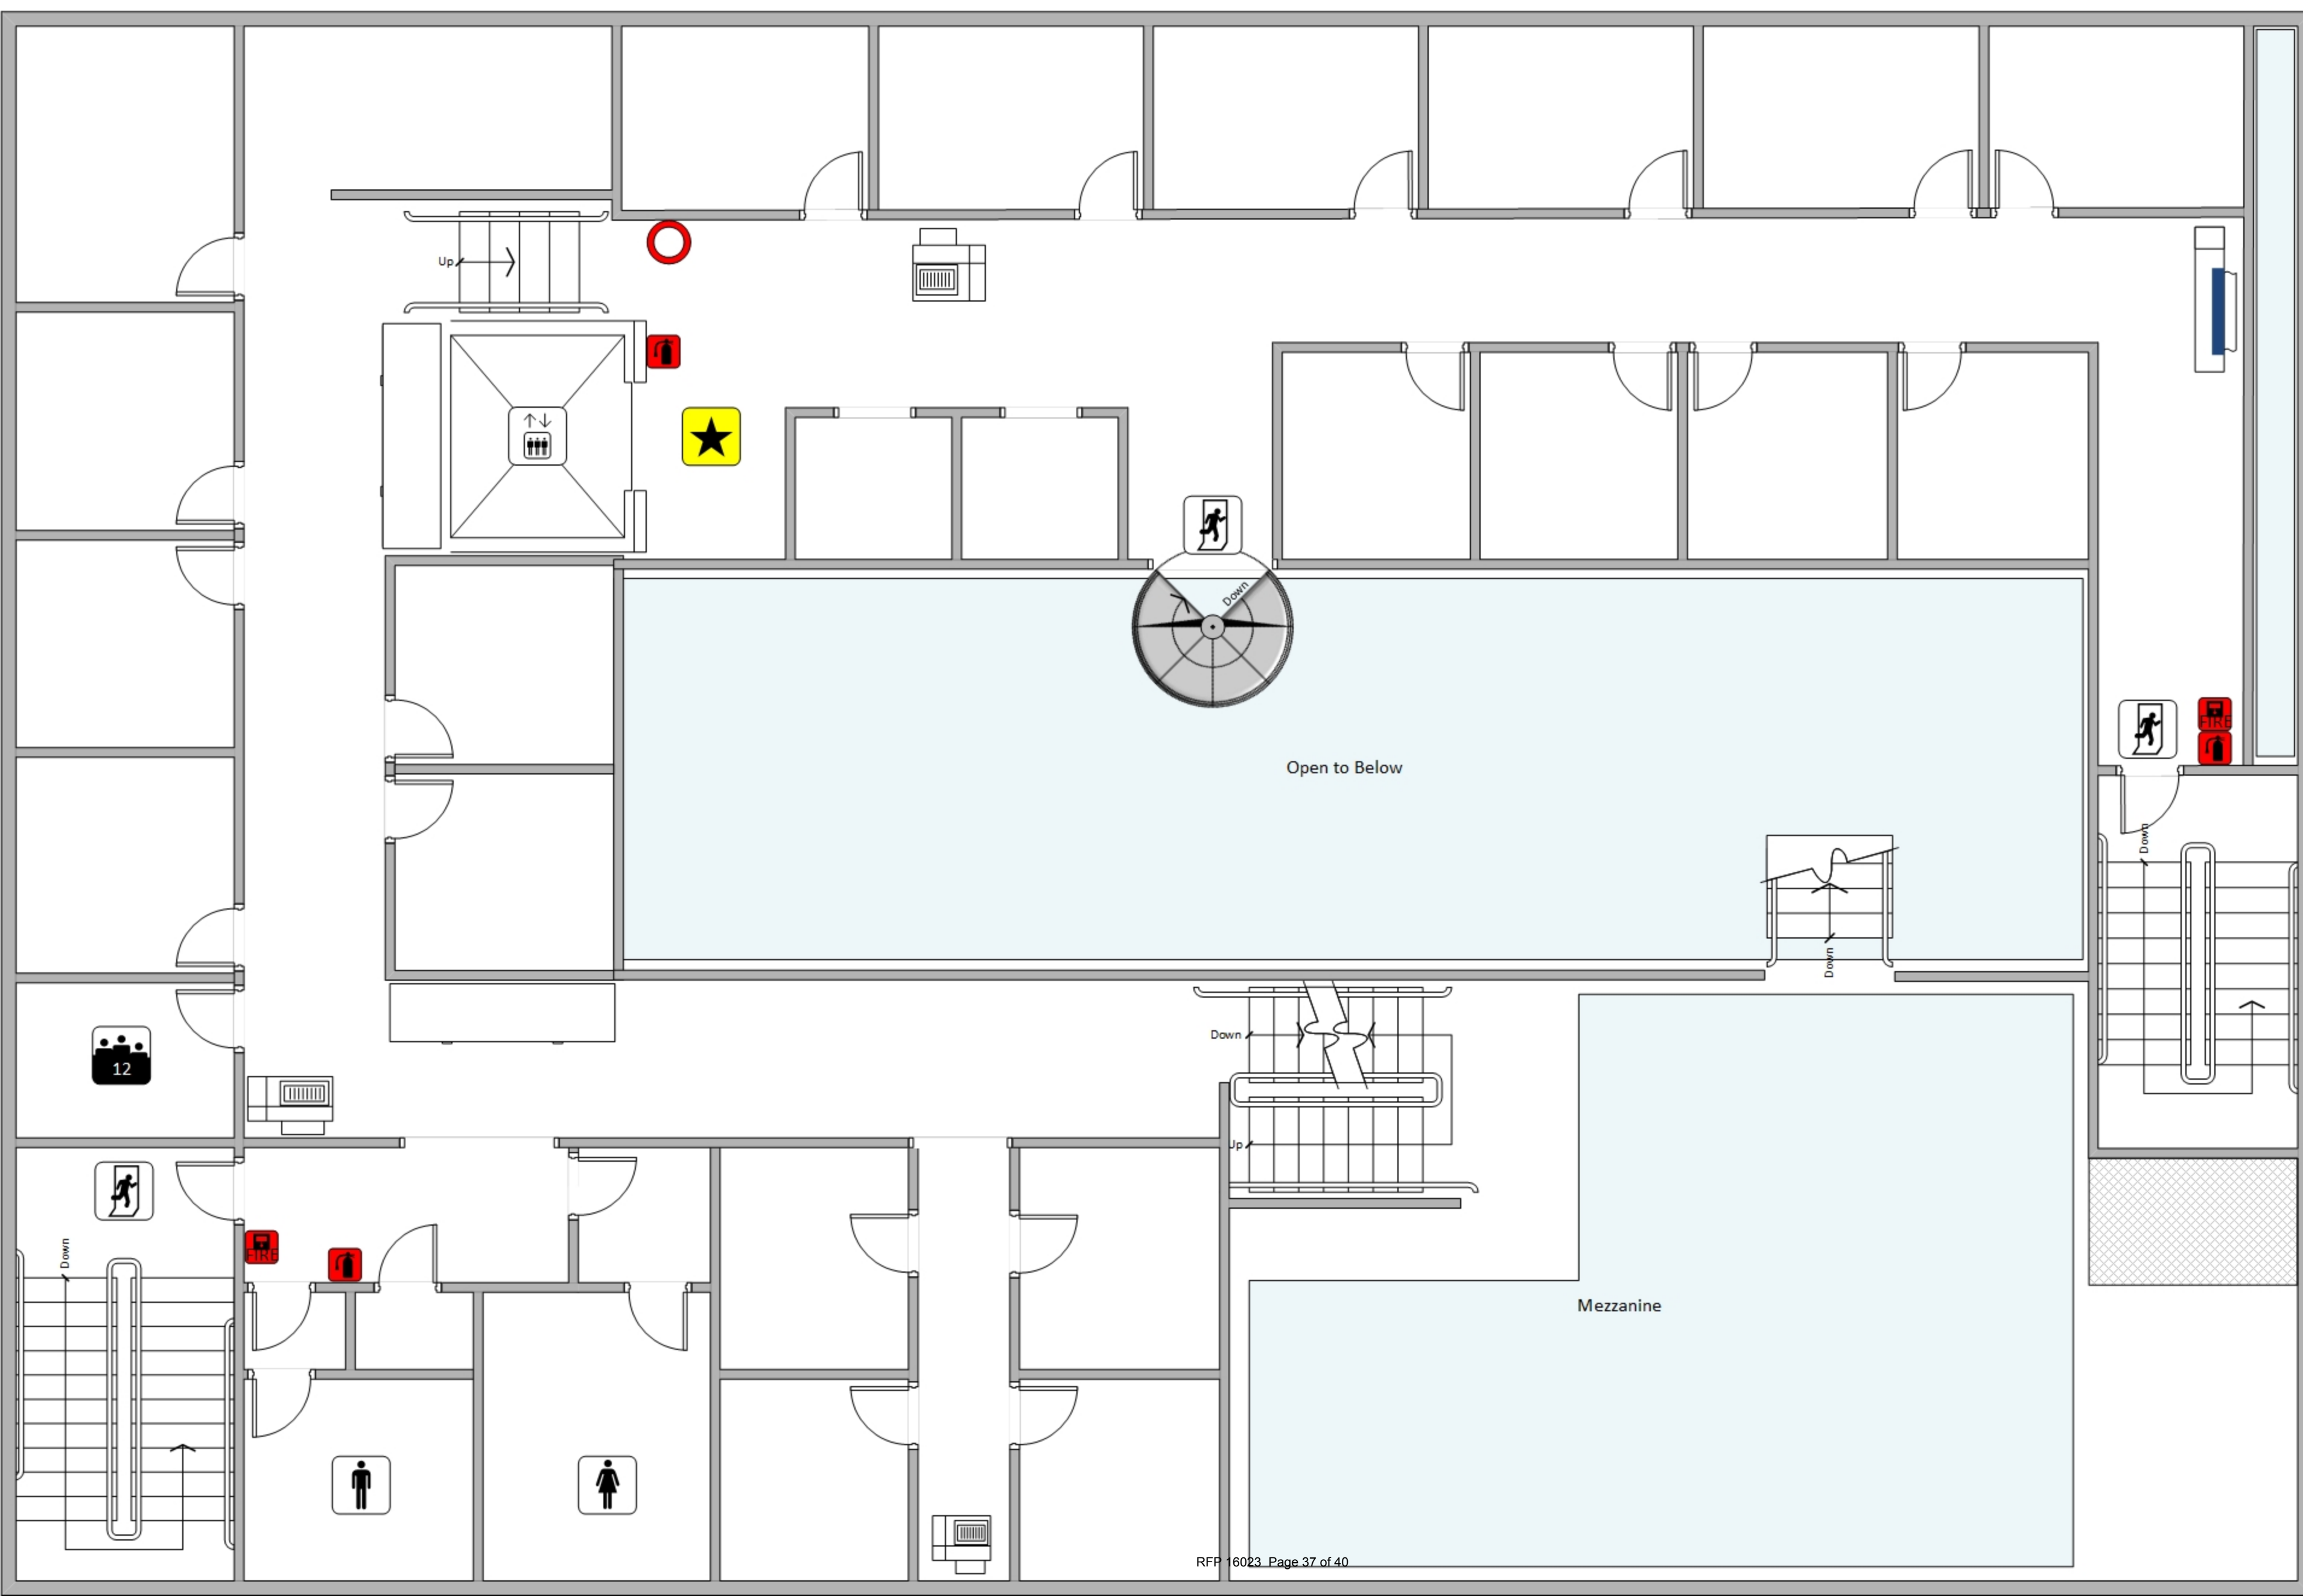 Up
Down
Open to Below
FIRE
Down
Down
Down
12
Up
FIRE
Down
Mezzanine
RFP 16023 Page 37 of 40